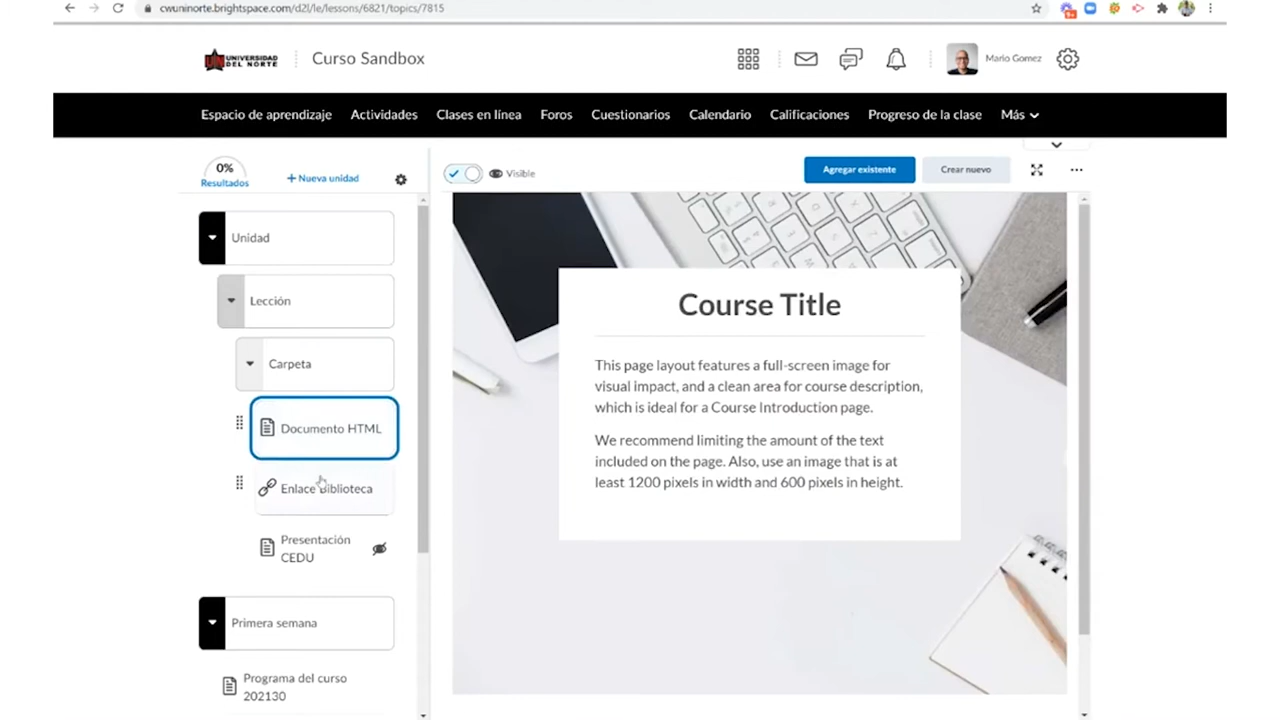 cwuninorte.brightspace.com/d2l/le/lessons/6821/topics/7815
9+
UNIVERSIDAD
DEL NORTE
Curso Sandbox
Mario Gomez
Espacio de aprendizaje Actividades Clases en línea Foros Cuestionarios Calendario Calificaciones Progreso de la clase Más
0%
Resultados
+ Nueva unidad
Visible
Agregar existente
Crear nuevo
Unidad
Lección
Carpeta
Documento HTML
Enlace Biblioteca
Presentación
CEDU
Primera semana
Programa del curso
202130
Course Title
This page layout features a full-screen image for
visual impact, and a clean area for course description,
which is ideal for a Course Introduction page.
We recommend limiting the amount of the text
included on the page. Also, use an image that is at
least 1200 pixels in width and 600 pixels in height.